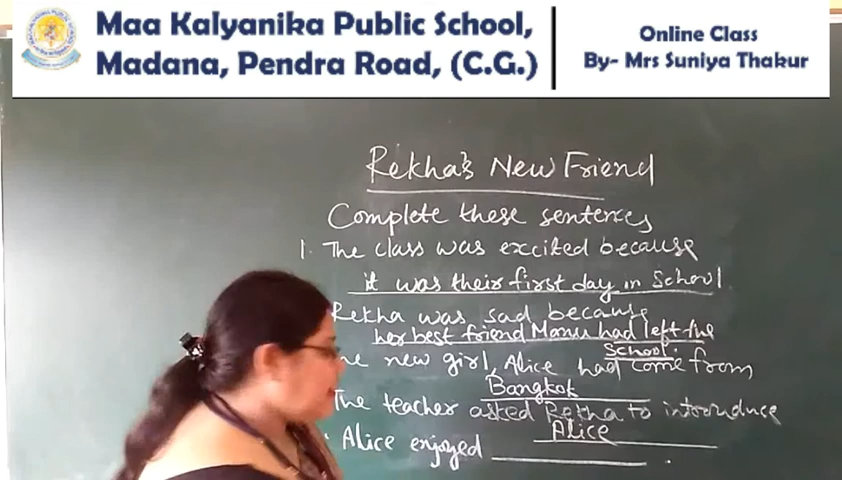 Maa Kalyanika Public School,
Madana, Pendra Road, (C.G.)
Online Class
By- Mrs Suniya Thakur
Rekha's New Friend
Complete these sentences
1. The class was excited because
it was their first day in School
Rekha was sad because
her best friend Manu had left the
School.
new girl, Alice had come from
Bangkok
The teacher asked Rekha to introduce
Alice
Alice enjoyed